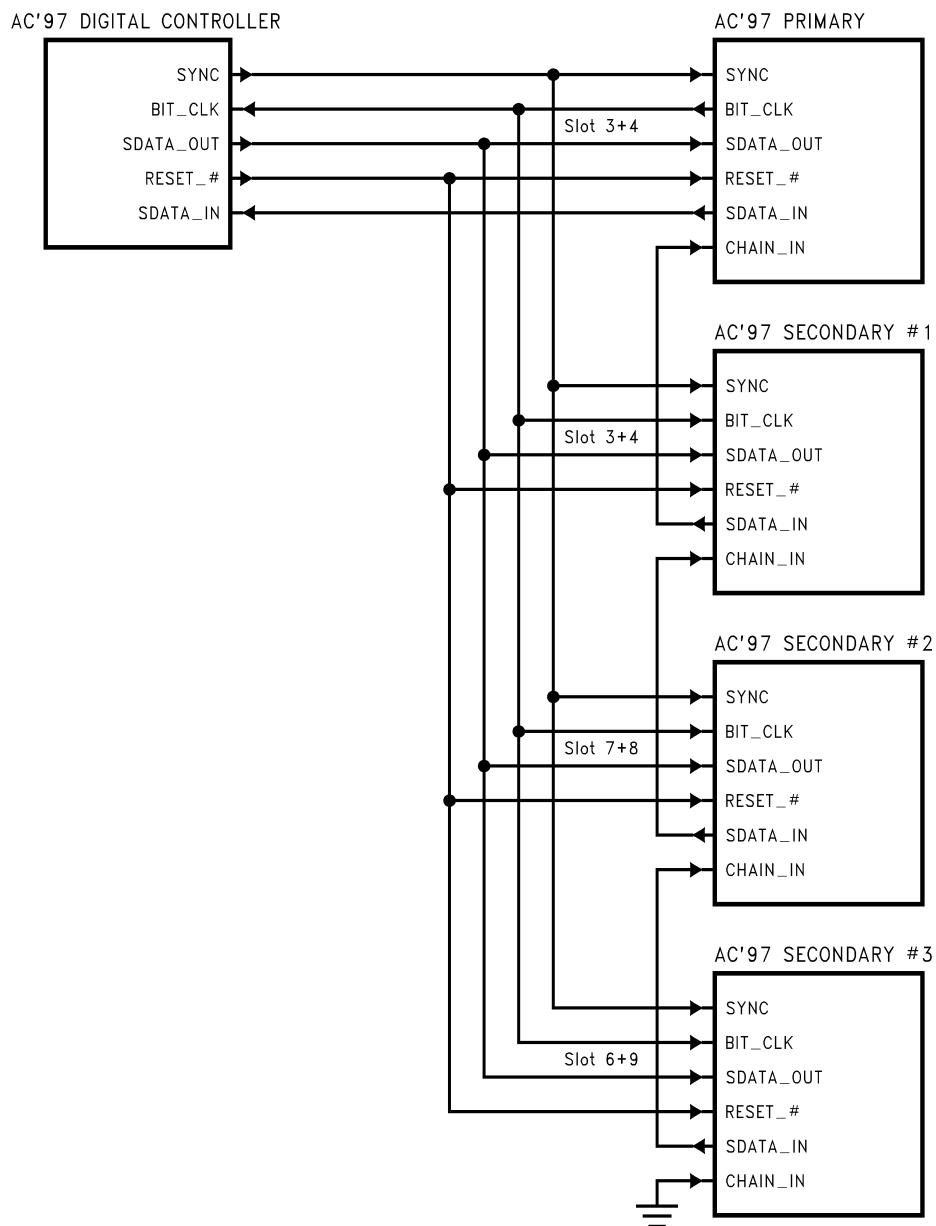 AC'97 DIGITAL CONTROLLER
SYNC
BIT_CLK
SDATA_OUT
RESET_#
SDATA_IN
AC'97 PRIMARY
SYNC
BIT_CLK
Slot 3+4
SDATA_OUT
RESET_#
SDATA_IN
CHAIN_IN
AC'97 SECONDARY #1
SYNC
BIT_CLK
Slot 3+4
SDATA_OUT
RESET_#
SDATA_IN
CHAIN_IN
AC'97 SECONDARY #2
SYNC
BIT_CLK
Slot 7+8
SDATA_OUT
RESET_#
SDATA_IN
CHAIN_IN
AC'97 SECONDARY #3
SYNC
BIT_CLK
Slot 6+9
SDATA_OUT
RESET_#
SDATA_IN
CHAIN_IN